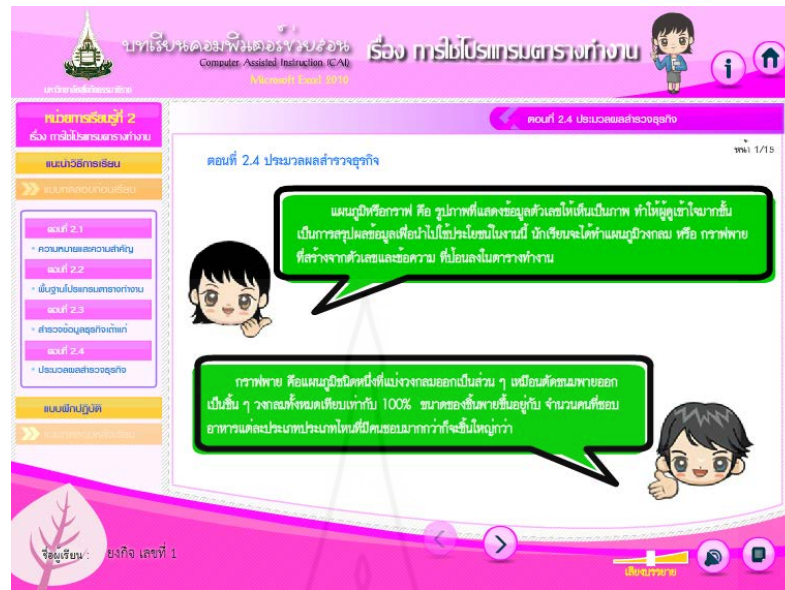 บทเรียนคอมพิวเตอร์ช่วยสอน
Computer Assisted Instruction (CAI)
Microsoft Excel 2010
เรื่อง การใช้โปรแกรมตารางทำงาน
i
มหาวิทยาลัยสุโขทัยธรรมาธิราช
หน่วยการเรียนรู้ที่ 2
เรื่อง การใช้โปรแกรมตารางทำงาน
แนะนำวิธีการเรียน
แบบทดสอบก่อนเรียน
ตอนที่ 2.1
ความหมายและความสำคัญ
ตอนที่ 2.2
พื้นฐานโปรแกรมตารางทำงาน
ตอนที่ 2.3
สำรวจข้อมูลธุรกิจเต้าแก่
ตอนที่ 2.4
ประมวลผลสำรวจธุรกิจ
แบบฝึกปฏิบัติ
ตอนที่ 2.4 ประมวลผลสำรวจธุรกิจ
หน้า 1/15
ตอนที่ 2.4 ประมวลผลสำรวจธุรกิจ
แผนภูมิหรือกราฟ คือ รูปภาพที่แสดงข้อมูลตัวเลขให้เห็นเป็นภาพ ทำให้ผู้ดูเข้าใจมากขึ้น
เป็นการสรุปผลข้อมูลเพื่อนำไปใช้ประโยชน์ในงานนี้ นักเรียนจะได้ทำแผนภูมิวงกลม หรือ กราฟพาย
ที่สร้างจากตัวเลขและข้อความ ที่ป้อนลงในตารางทำงาน
กราฟพาย คือแผนภูมิชนิดหนึ่งที่แบ่งวงกลมออกเป็นส่วน ๆ เหมือนตัดขนมพายออก
เป็นชิ้น ๆ วงกลมทั้งหมดเทียบเท่ากับ 100% ขนาดของชิ้นพายขึ้นอยู่กับ จำนวนคนที่ชอบ
อาหารแต่ละประเภทประเภทไหนที่มีคนชอบมากกว่าก็จะชิ้นใหญ่กว่า
ชื่อผู้เรียน : ยงกิจ เลขที่ 1
เสียงบรรยาย